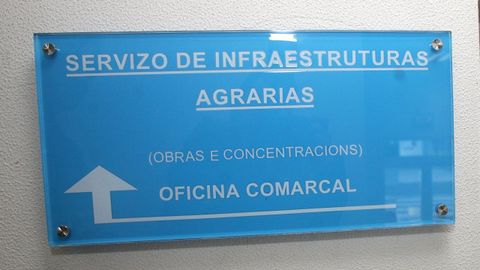 SERVIZO DE INFRAESTRUTURAS
AGRARIAS
(OBRAS E CONCENTRACIONS)
OFICINA COMARCAL